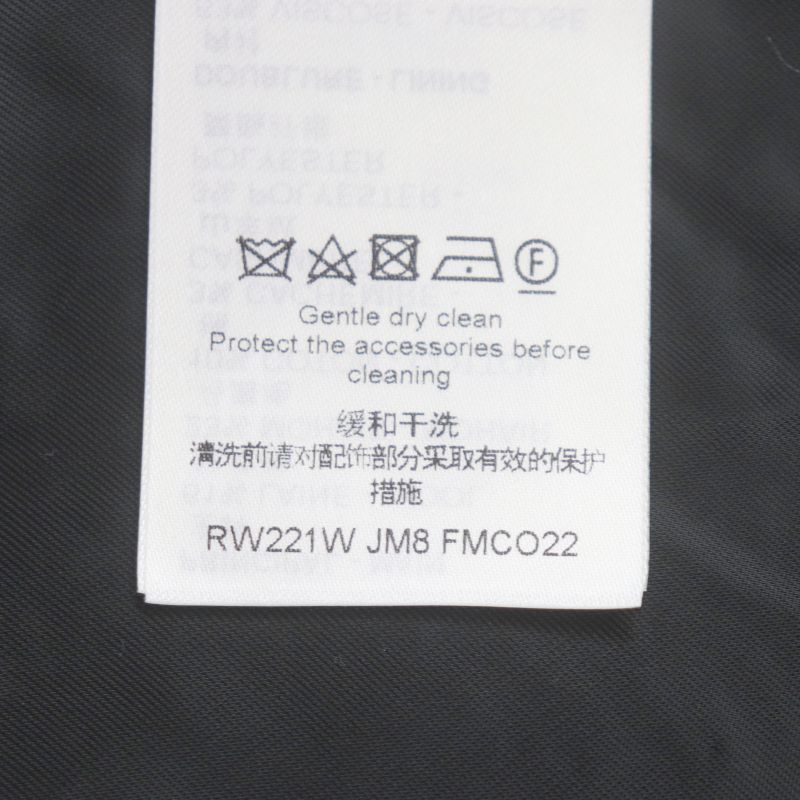 Gentle dry clean
Protect the accessories before
cleaning
缓和干洗
清洗前请对配饰部分采取有效的保护
措施
RW221W JM8 FMCO22